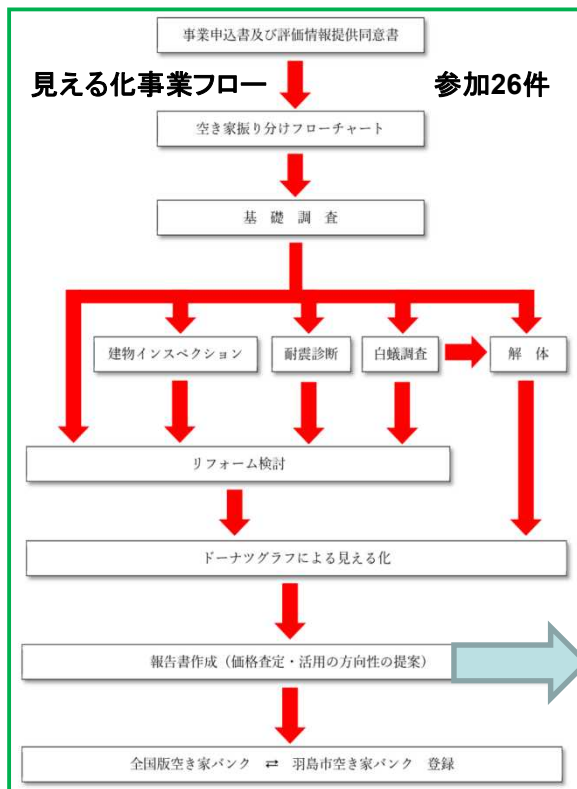 事業申込書及び評価情報提供同意書
見える化事業フロー 参加26件
空き家振り分けフローチャート
基 礎 調 査
建物インスペクション 耐震診断 白蟻調査 解 体
リフォーム検討
ドーナツグラフによる見える化
報告書作成（価格査定・活用の方向性の提案）
全国版空き家バンク ⇄ 羽島市空き家バンク 登録